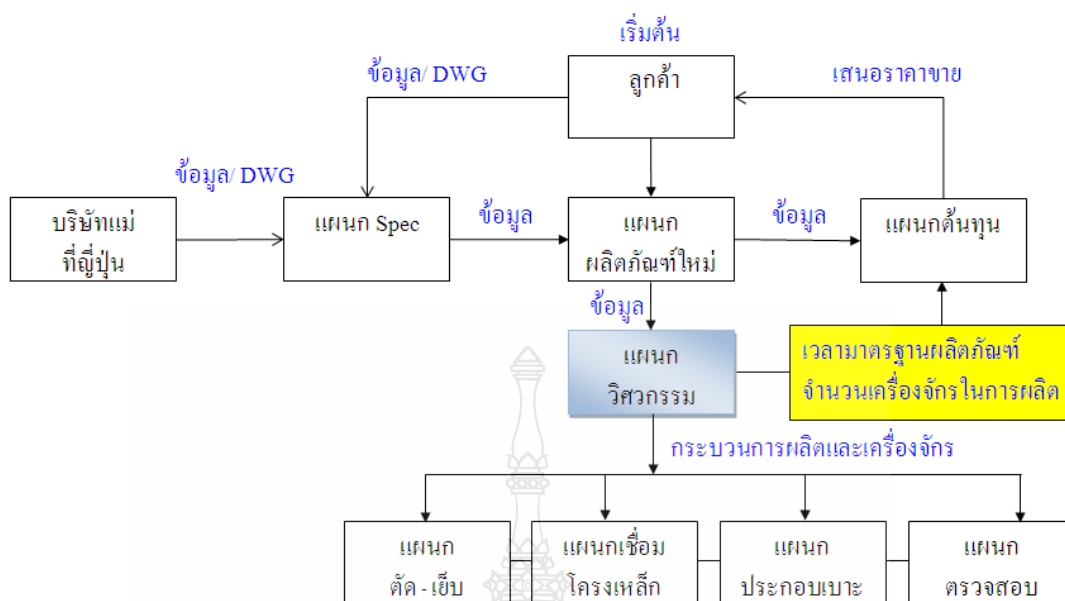 เริ่มต้น
ข้อมูล/ DWG
ลูกค้า
เสนอราคาขาย
ข้อมูล/ DWG
บริษัทแม่
ที่ญี่ปุ่น
แผนก Spec
ข้อมูล
แผนก
ผลิตภัณฑ์ใหม่
ข้อมูล
แผนกต้นทุน
ข้อมูล
แผนก
วิศวกรรม
เวลามาตรฐานผลิตภัณฑ์
จำนวนเครื่องจักรในการผลิต
กระบวนการผลิตและเครื่องจักร
แผนก
ตัด - เย็บ
แผนกเชื่อม
โครงเหล็ก
แผนก
ประกอบเบาะ
แผนก
ตรวจสอบ